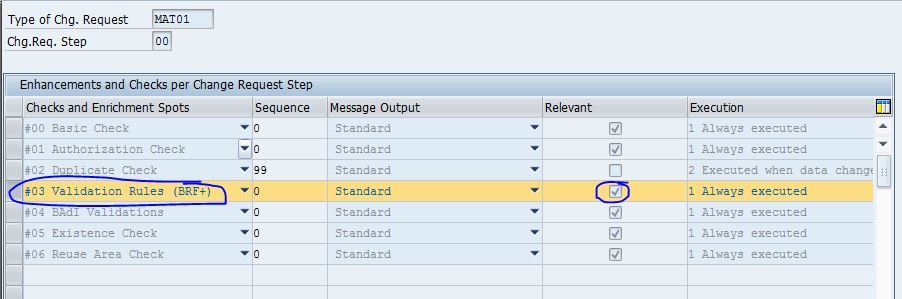 Type of Chg. Request MAT01
Chg.Req. Step 00
Enhancements and Checks per Change Request Step
Checks and Enrichment Spots Sequence Message Output Relevant Execution
#00 Basic Check 0 Standard 1 Always executed
#01 Authorization Check 0 Standard 1 Always executed
#02 Duplicate Check 99 Standard 2 Executed when data change
#03 Validation Rules (BRF+) 0 Standard 1 Always executed
#04 BAdI Validations 0 Standard 1 Always executed
#05 Existence Check 0 Standard 1 Always executed
#06 Reuse Area Check 0 Standard 1 Always executed